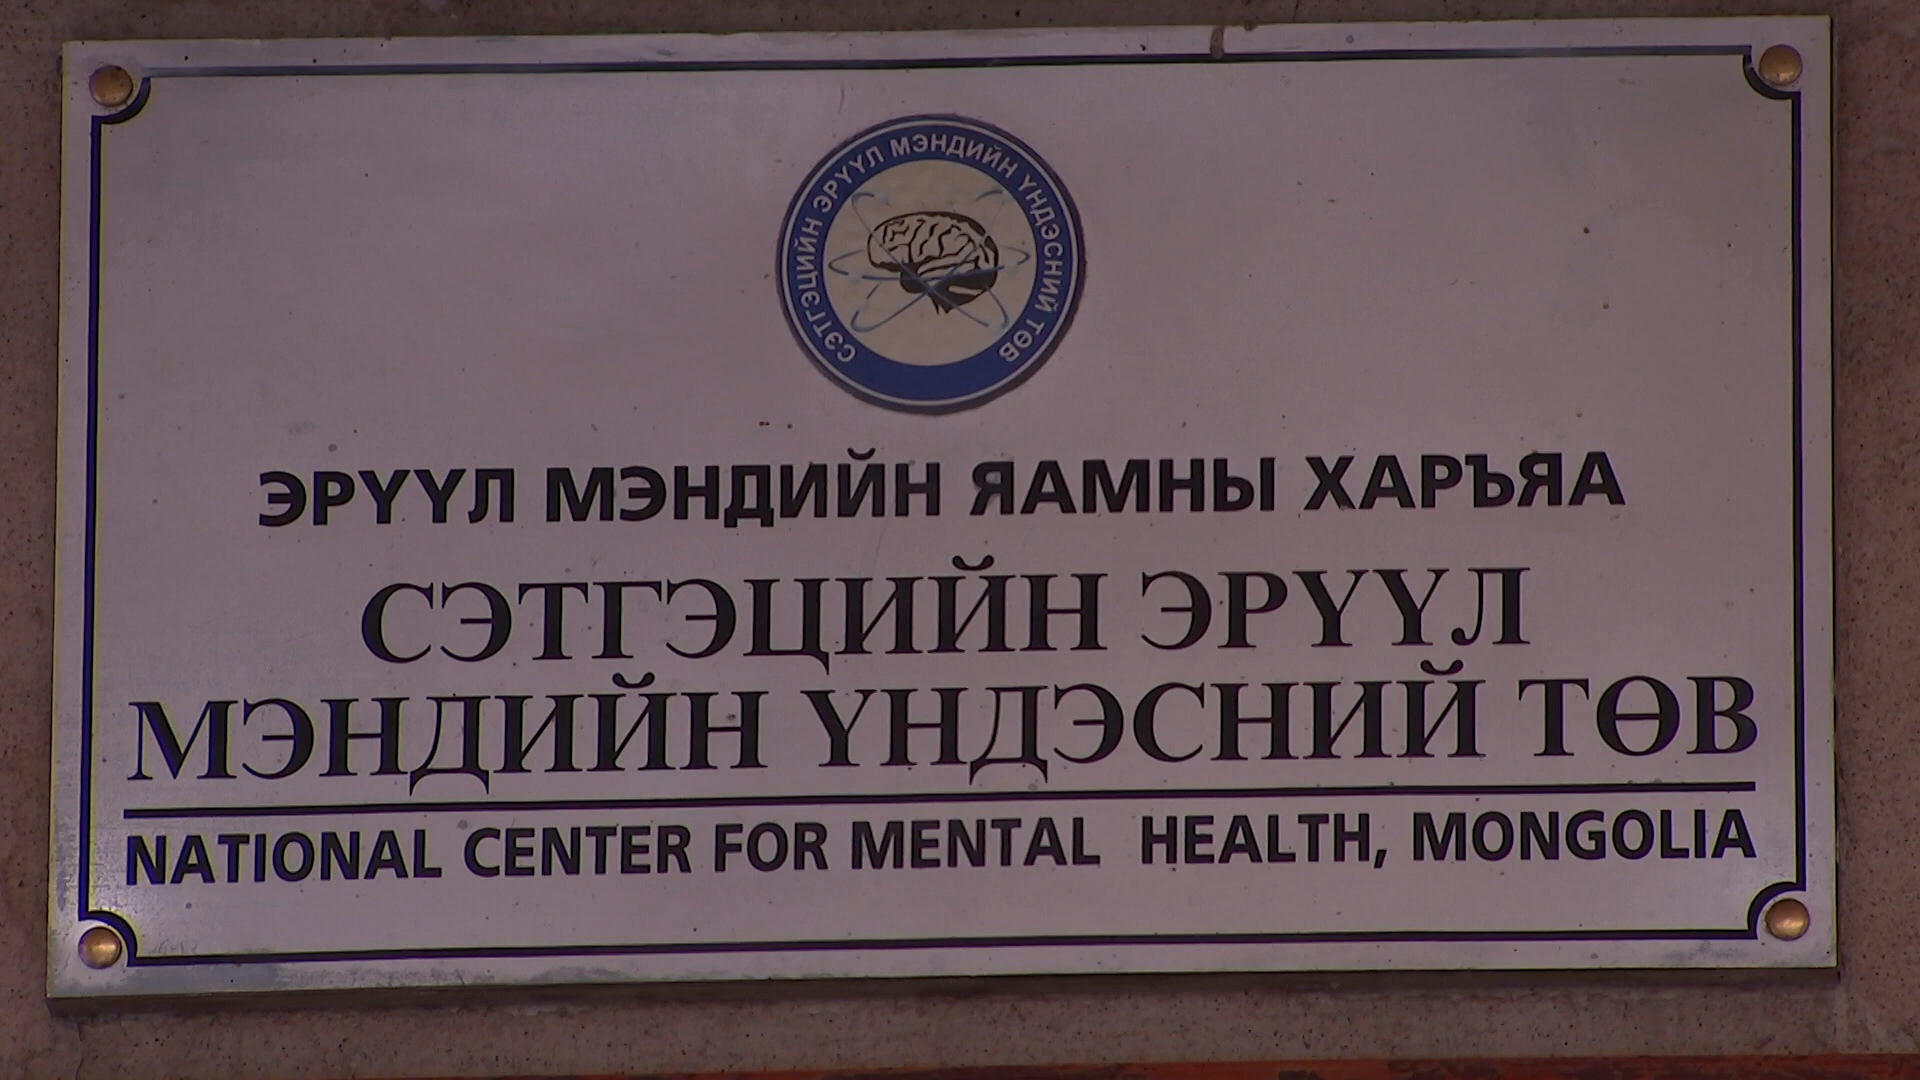 СЭТГЭЦИЙН ЭРҮҮЛ МЭНДИЙН ҮНДЭСНИЙ ТӨВ
ЭРҮҮЛ МЭНДИЙН ЯАМНЫ ХАРЪЯА
СЭТГЭЦИЙН ЭРҮҮЛ
МЭНДИЙН ҮНДЭСНИЙ ТӨВ
NATIONAL CENTER FOR MENTAL HEALTH, MONGOLIA